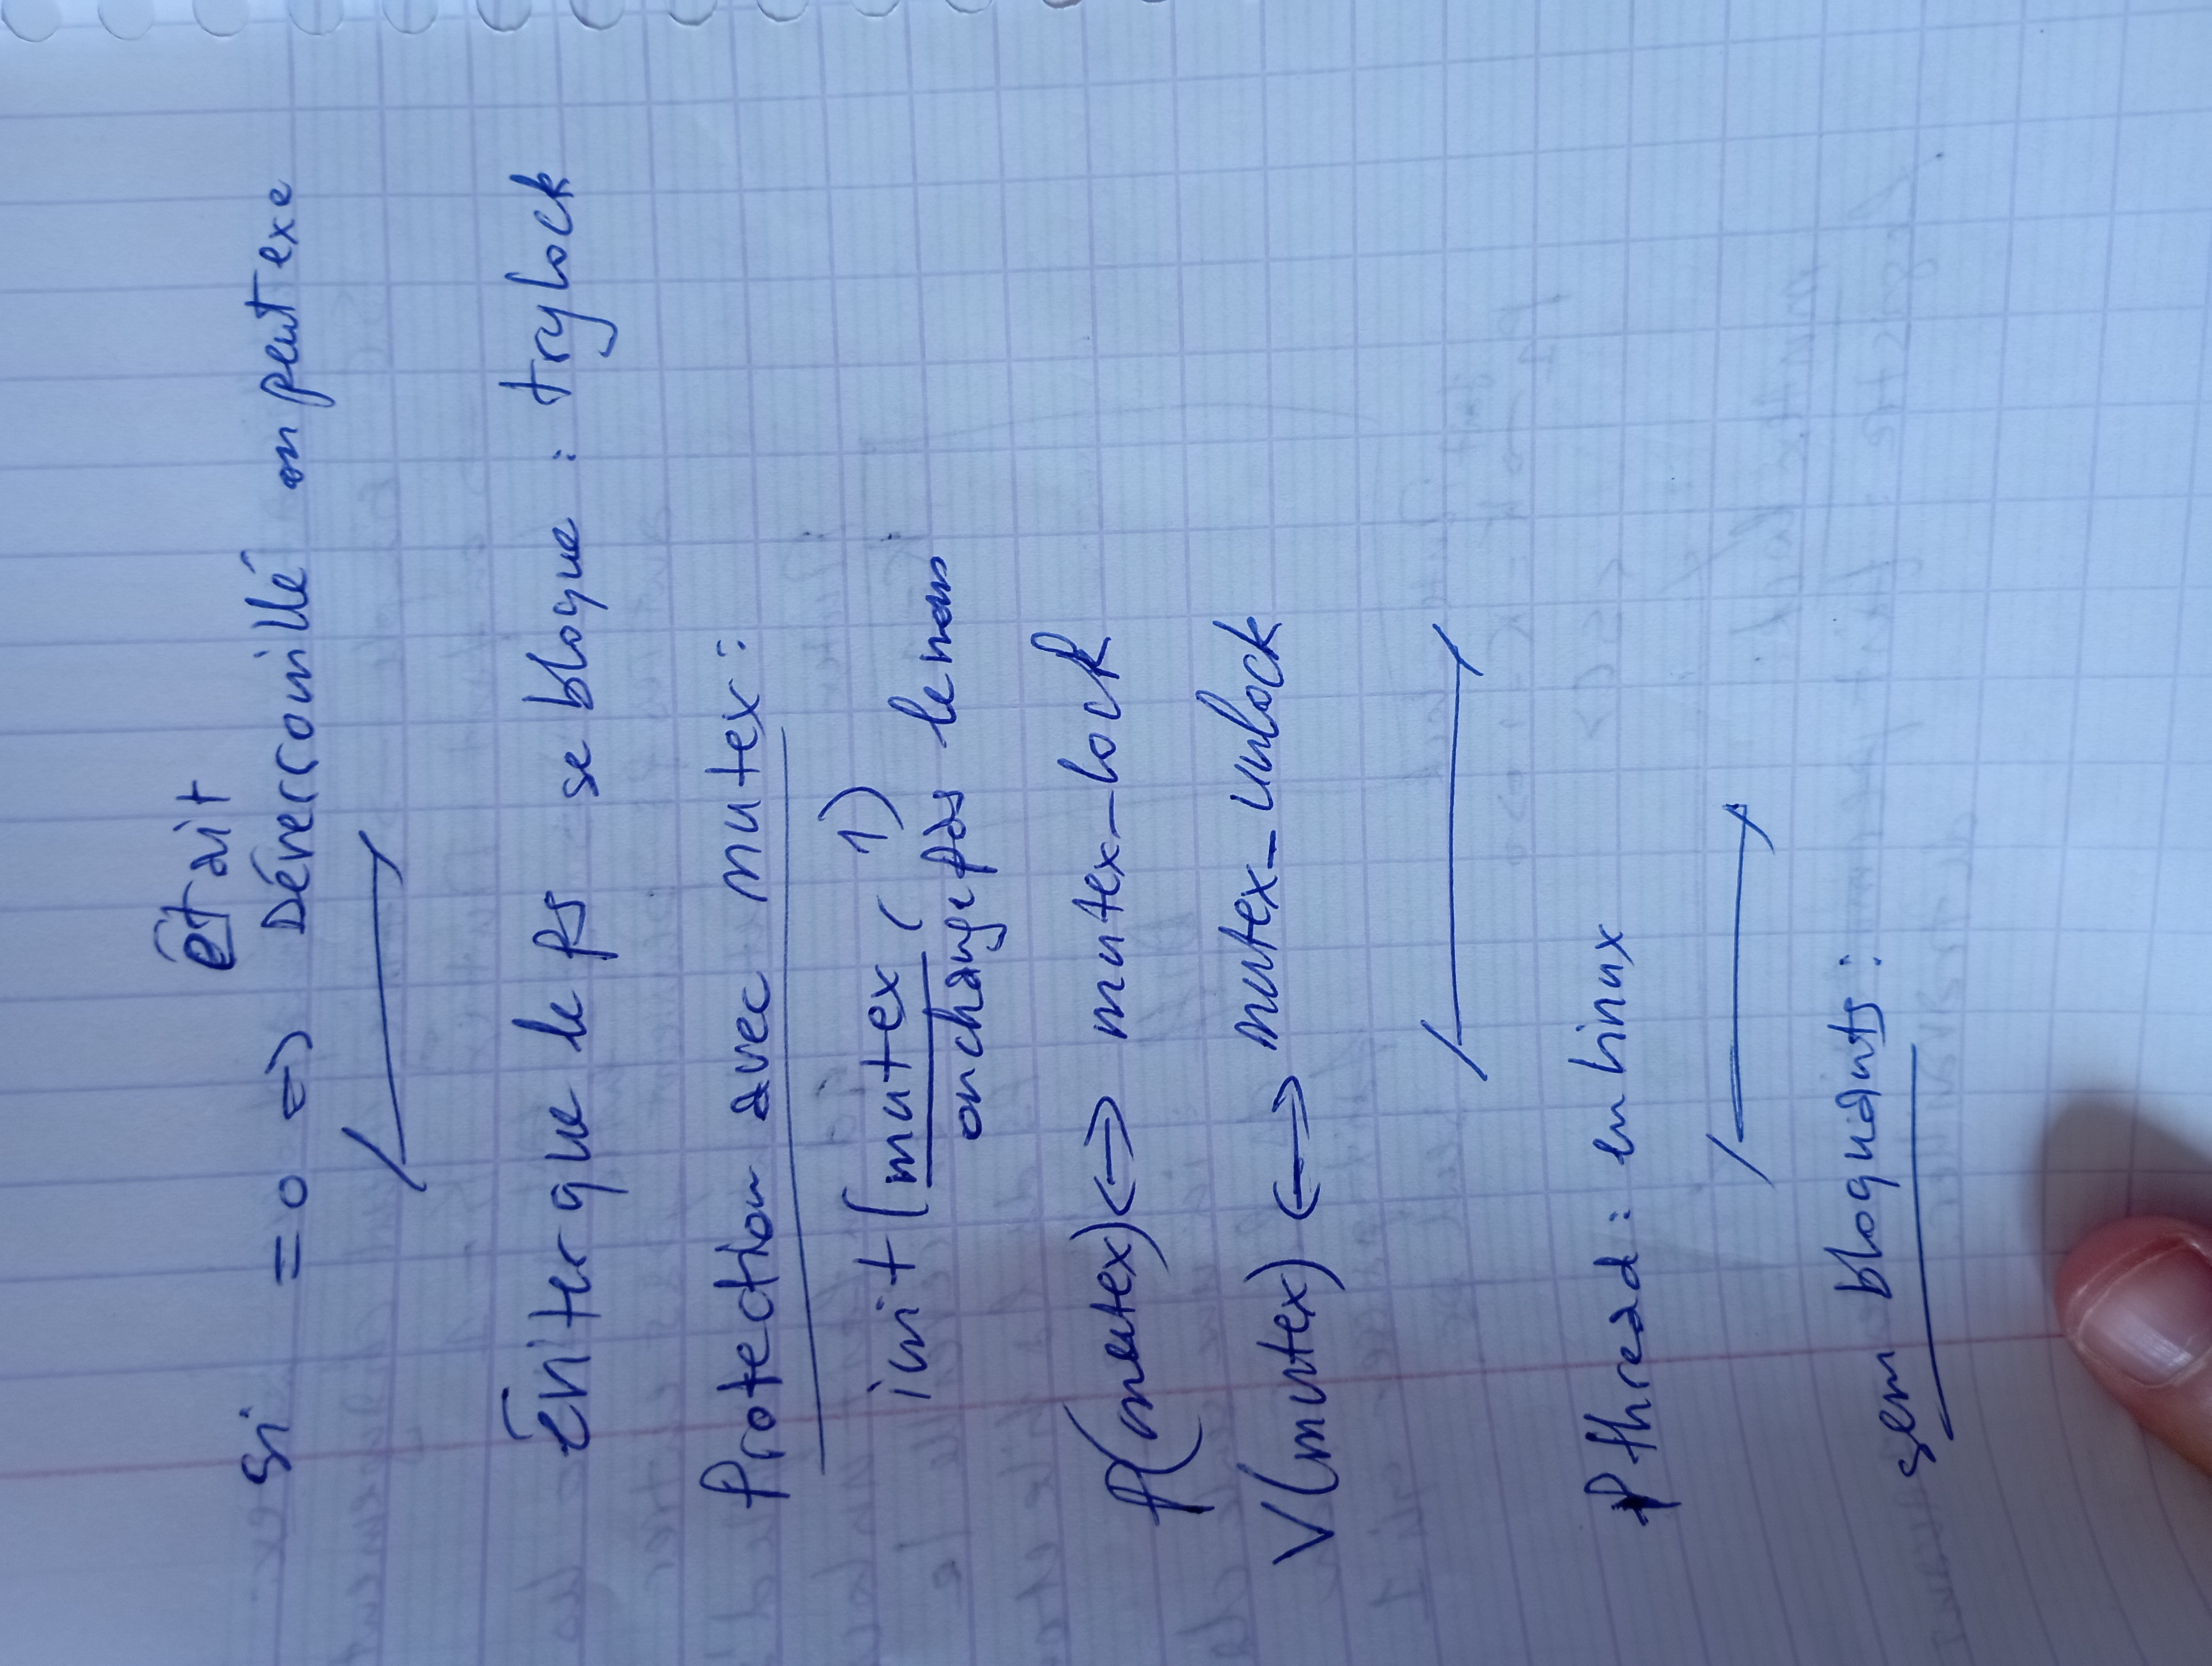 était
si = 0 => Déverrouillé on peut exe
Éviter que le ps se bloque : trylock
Protection avec mutex :
init(mutex, 1)
on change pas le nom
P(mutex) <=> mutex_lock
V(mutex) <=> mutex_unlock
Pthread : en linux
sem bloquants :